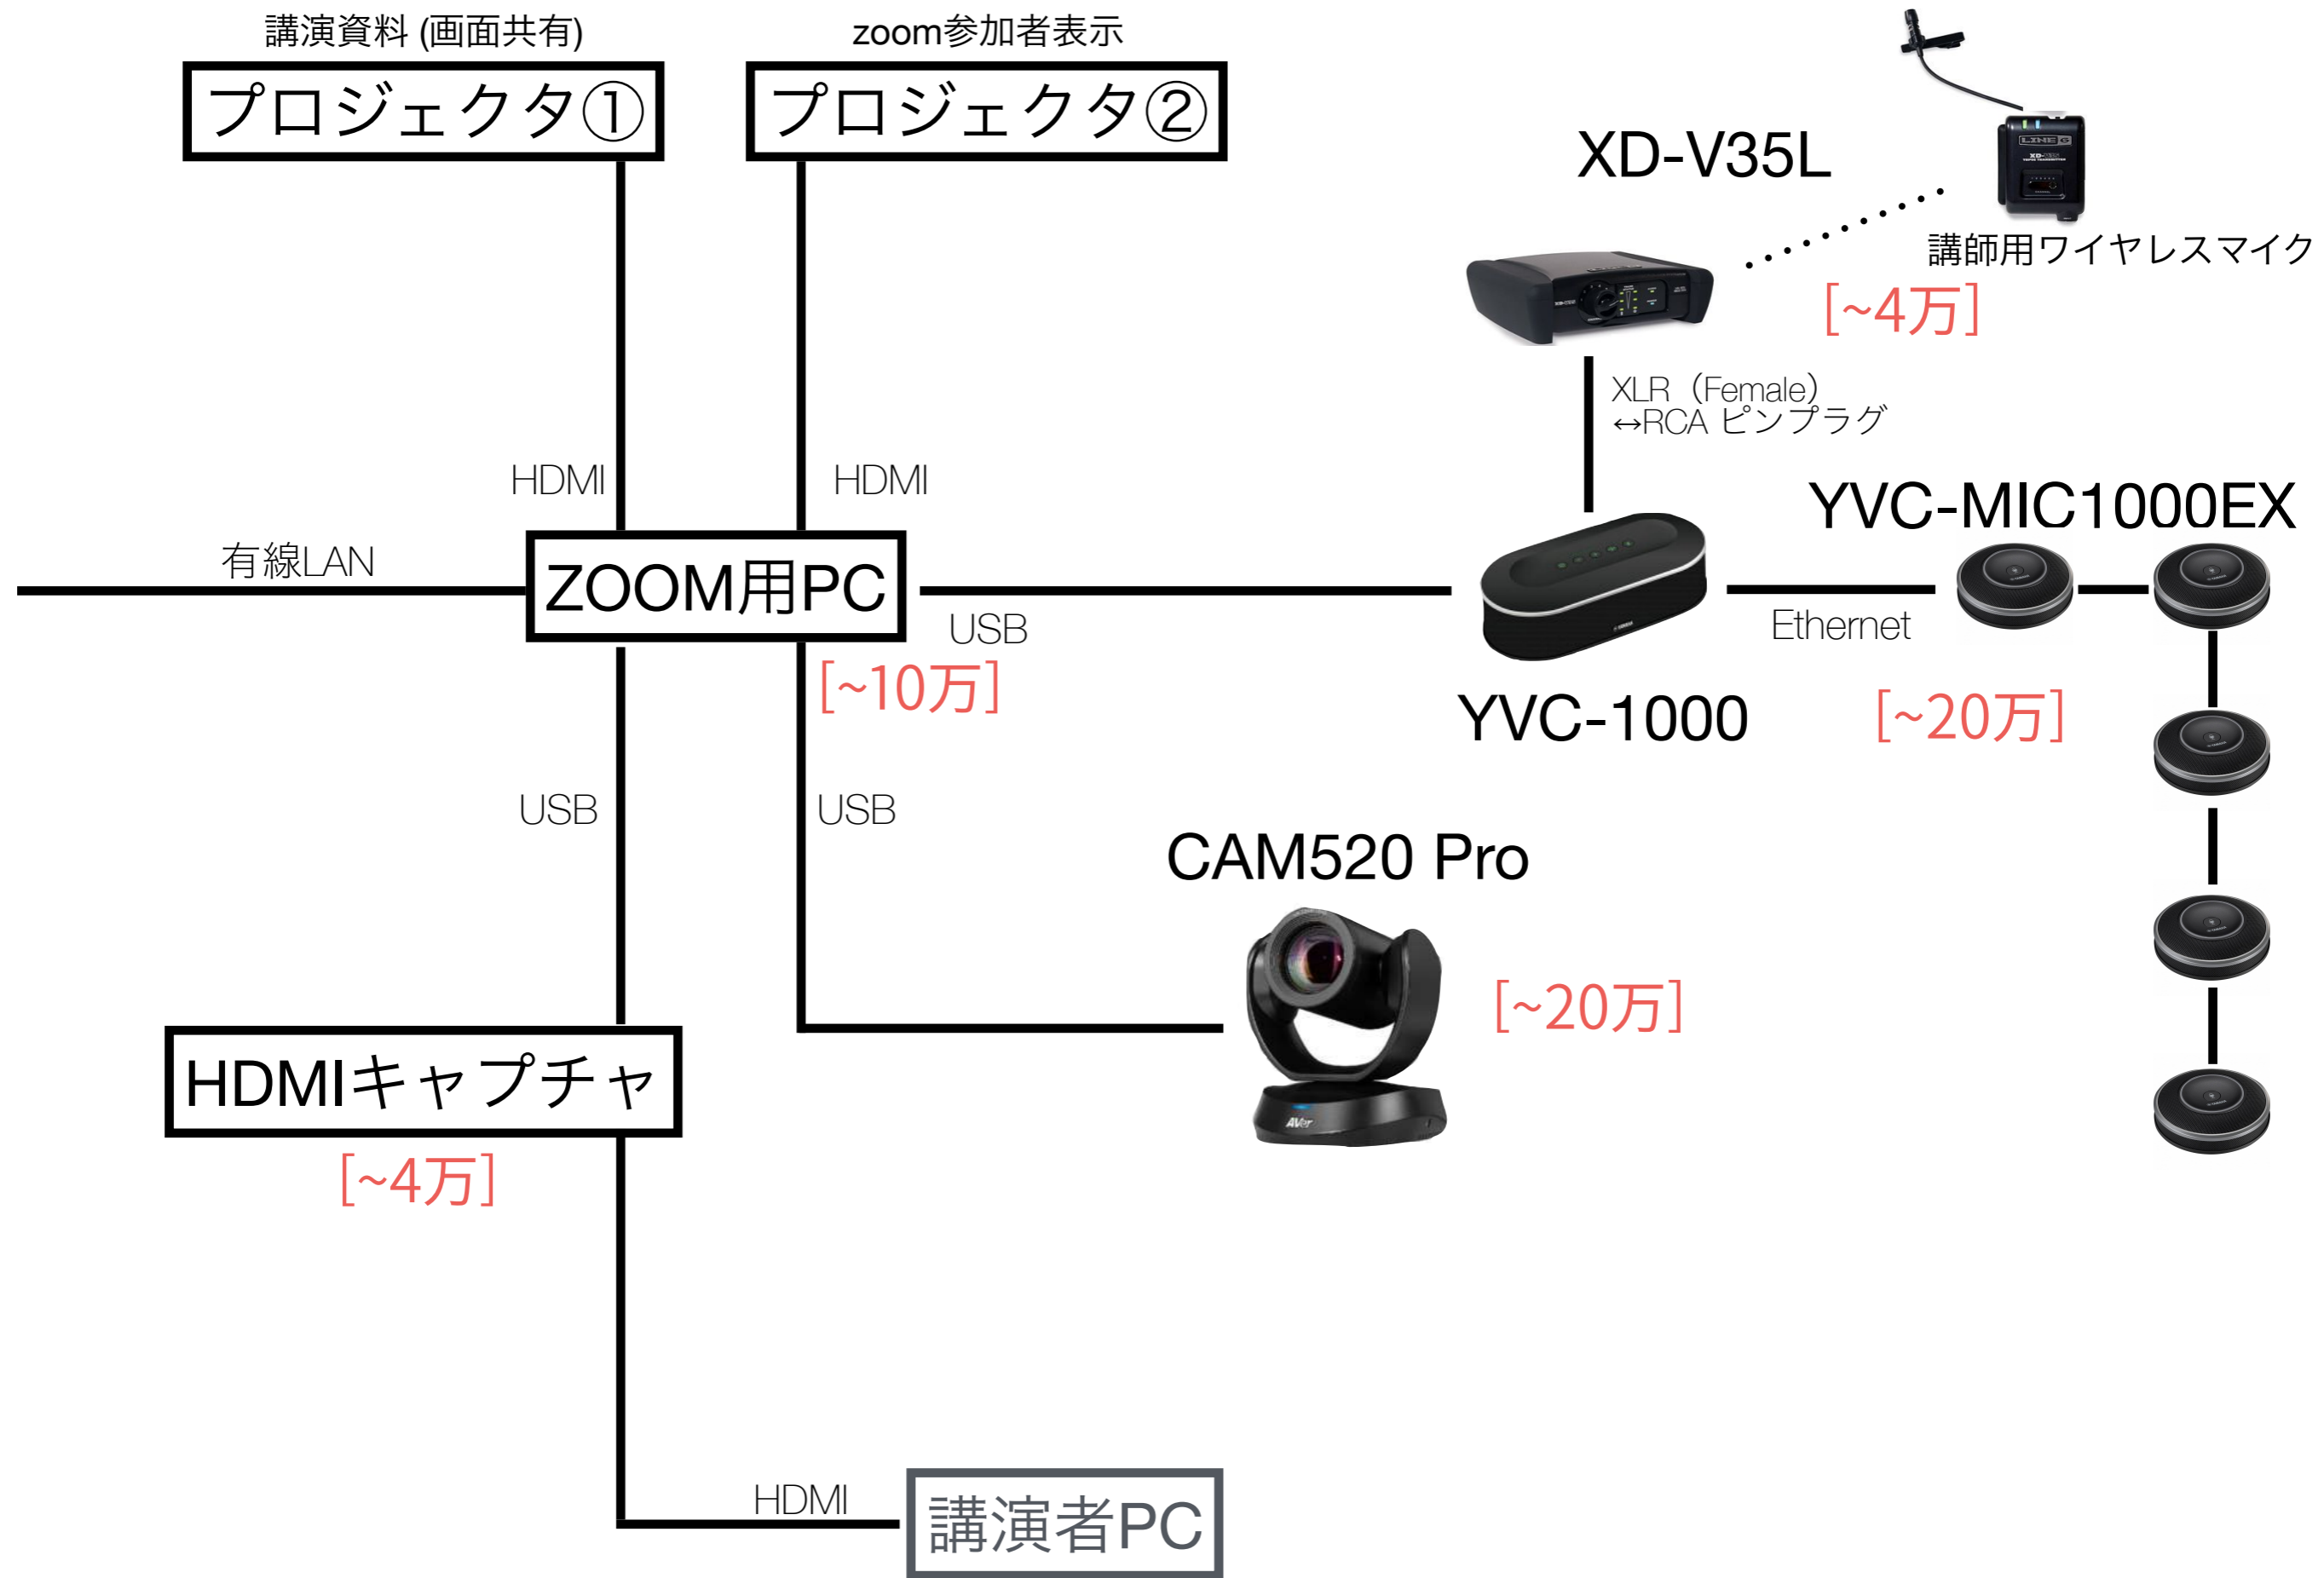 講演資料 (画面共有)
zoom参加者表示
プロジェクタ①
プロジェクタ②
XD-V35L
LINE 6
講師用ワイヤレスマイク
[~4万]
XLR（Female）
↔RCA ピンプラグ
HDMI
HDMI
YVC-MIC1000EX
有線LAN
ZOOM用PC
USB
Ethernet
[~10万]
YVC-1000
[~20万]
USB
USB
CAM520 Pro
[~20万]
HDMIキャプチャ
AVer
[~4万]
HDMI
講演者PC